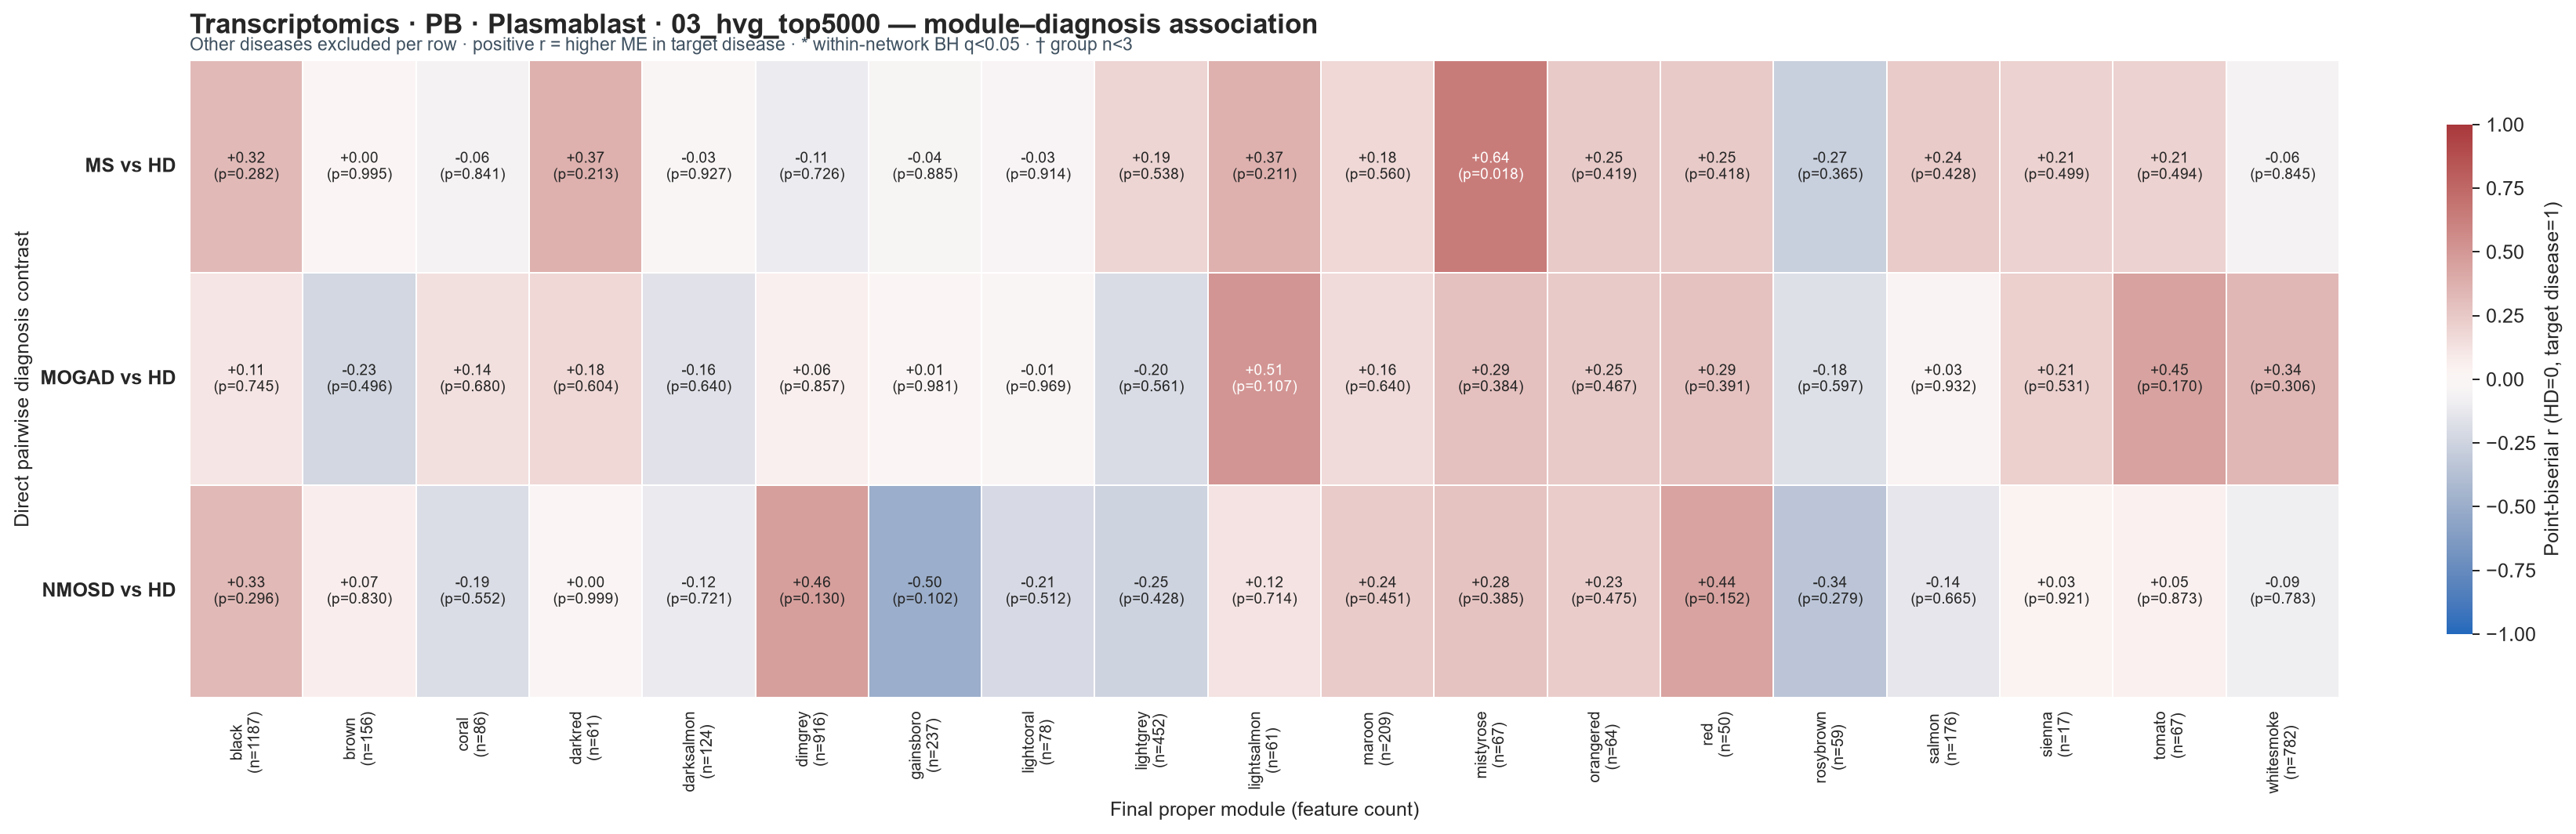 Transcriptomics · PB · Plasmablast · 03_hvg_top5000 — module–diagnosis association
Other diseases excluded per row · positive r = higher ME in target disease · * within-network BH q<0.05 · † group n<3
Direct pairwise diagnosis contrast
MS vs HD
+0.32 +0.00 -0.06 +0.37 -0.03 -0.11 -0.04 -0.03 +0.19 +0.37 +0.18 +0.64 +0.25 +0.25 -0.27 +0.24 +0.21 +0.21 -0.06
(p=0.282) (p=0.995) (p=0.841) (p=0.213) (p=0.927) (p=0.726) (p=0.885) (p=0.914) (p=0.538) (p=0.211) (p=0.560) (p=0.018) (p=0.419) (p=0.418) (p=0.365) (p=0.428) (p=0.499) (p=0.494) (p=0.845)
MOGAD vs HD
+0.11 -0.23 +0.14 +0.18 -0.16 +0.06 +0.01 -0.01 -0.20 +0.51 +0.16 +0.29 +0.25 +0.29 -0.18 +0.03 +0.21 +0.45 +0.34
(p=0.745) (p=0.496) (p=0.680) (p=0.604) (p=0.640) (p=0.857) (p=0.981) (p=0.969) (p=0.561) (p=0.107) (p=0.640) (p=0.384) (p=0.467) (p=0.391) (p=0.597) (p=0.932) (p=0.531) (p=0.170) (p=0.306)
NMOSD vs HD
+0.33 +0.07 -0.19 +0.00 -0.12 +0.46 -0.50 -0.21 -0.25 +0.12 +0.24 +0.28 +0.23 +0.44 -0.34 -0.14 +0.03 +0.05 -0.09
(p=0.296) (p=0.830) (p=0.552) (p=0.999) (p=0.721) (p=0.130) (p=0.102) (p=0.512) (p=0.428) (p=0.714) (p=0.451) (p=0.385) (p=0.475) (p=0.152) (p=0.279) (p=0.665) (p=0.921) (p=0.873) (p=0.783)
black
(n=1187)
brown
(n=156)
coral
(n=86)
darkred
(n=61)
darksalmon
(n=124)
dimgrey
(n=916)
gainsboro
(n=237)
lightcoral
(n=78)
lightgrey
(n=452)
lightsalmon
(n=61)
maroon
(n=209)
mistyrose
(n=67)
orangered
(n=64)
red
(n=50)
rosybrown
(n=59)
salmon
(n=176)
sienna
(n=17)
tomato
(n=67)
whitesmoke
(n=782)
Final proper module (feature count)
1.00
0.75
0.50
0.25
0.00
−0.25
−0.50
−0.75
−1.00
Point-biserial r (HD=0, target disease=1)